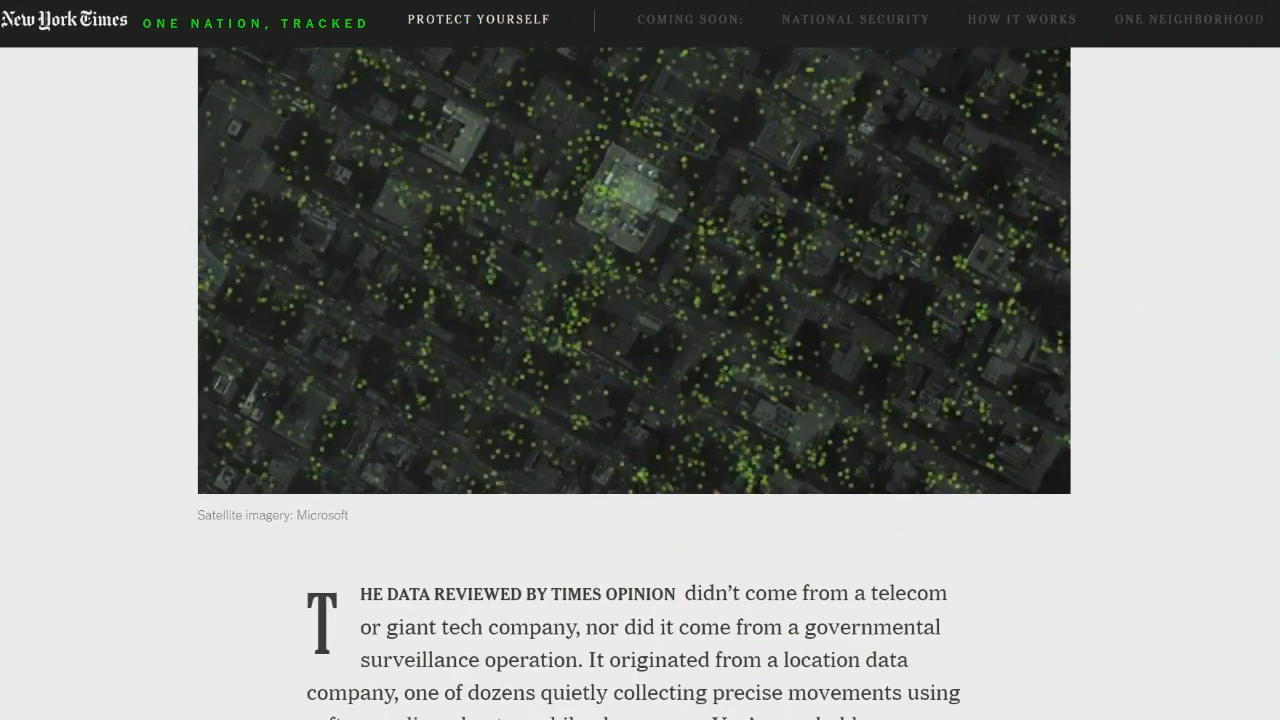 New York Times ONE NATION, TRACKED PROTECT YOURSELF COMING SOON: NATIONAL SECURITY HOW IT WORKS ONE NEIGHBORHOOD
Satellite imagery: Microsoft
THE DATA REVIEWED BY TIMES OPINION didn’t come from a telecom
or giant tech company, nor did it come from a governmental
surveillance operation. It originated from a location data
company, one of dozens quietly collecting precise movements using